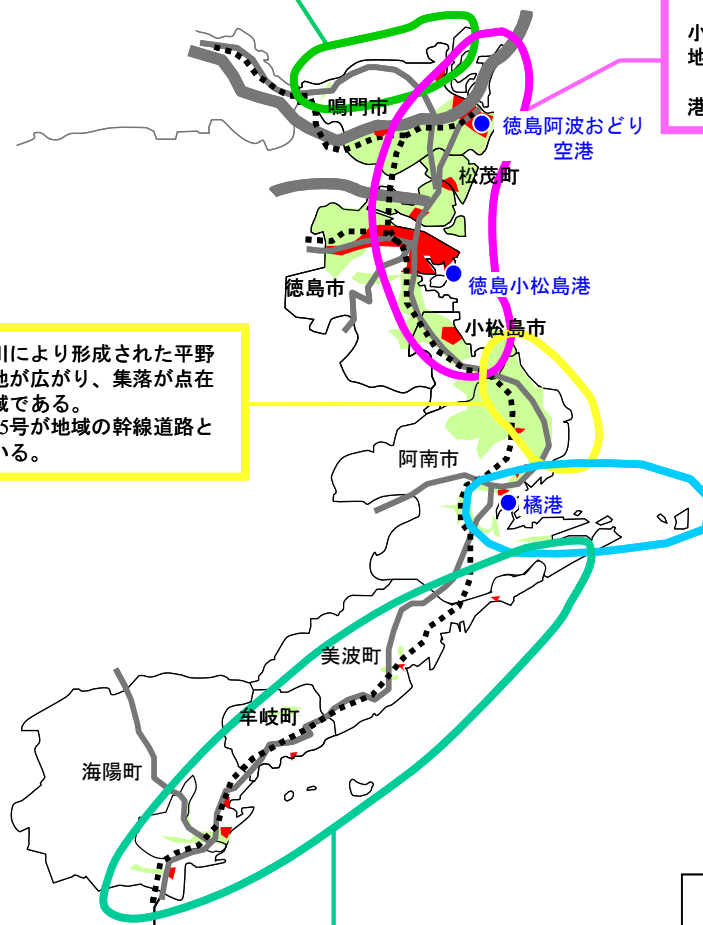 小
地
港
鳴門市
徳島阿波おどり
空港
松茂町
徳島市
徳島小松島港
小松島市
川により形成された平野
地が広がり、集落が点在
域である。
5号が地域の幹線道路と
いる。
阿南市
橘港
美波町
牟岐町
海陽町